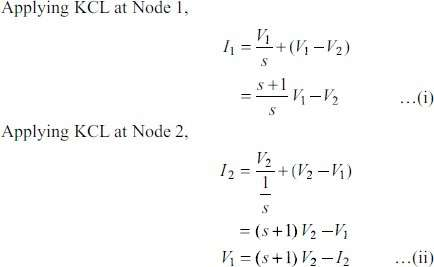 Applying KCL at Node 1,
I₁ = V₁/s + (V₁ − V₂)
= (s+1)/s V₁ − V₂ …(i)
Applying KCL at Node 2,
I₂ = V₂/(1/s) + (V₂ − V₁)
= (s+1) V₂ − V₁
V₁ = (s+1) V₂ − I₂ …(ii)